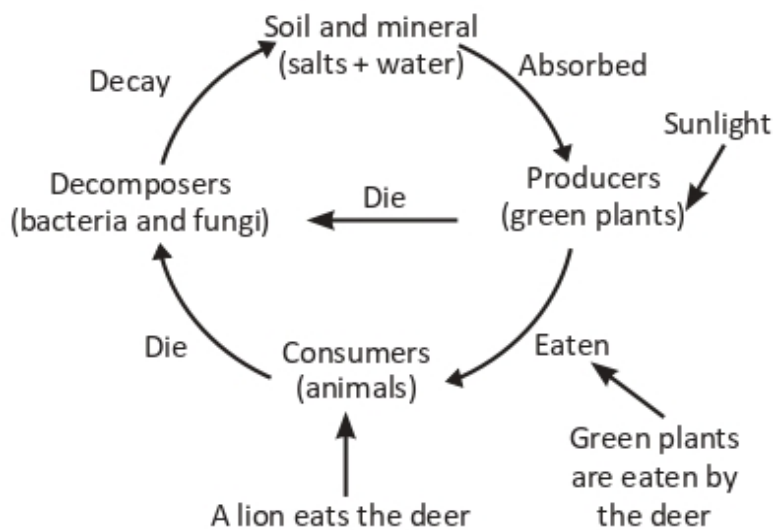 Soil and mineral
(salts + water)
Decay
Absorbed
Sunlight
Decomposers
(bacteria and fungi)
Die
Producers
(green plants)
Die
Consumers
(animals)
Eaten
Green plants
are eaten by
the deer
A lion eats the deer